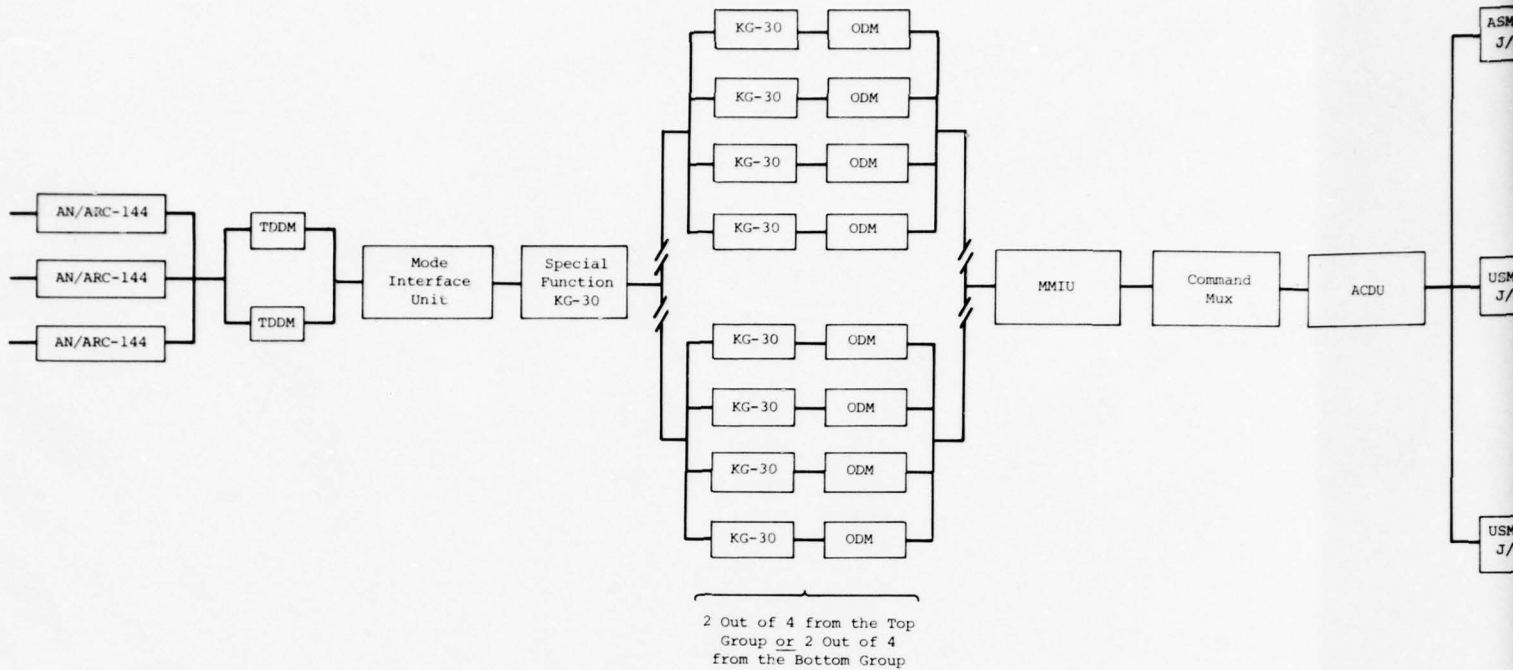 KG-30
ODM
KG-30
ODM
KG-30
ODM
KG-30
ODM
AN/ARC-144
AN/ARC-144
AN/ARC-144
TDDM
TDDM
Mode
Interface
Unit
Special
Function
KG-30
MMIU
Command
Mux
ACDU
ASM
J/
USM
J/
USM
J/
KG-30
ODM
KG-30
ODM
KG-30
ODM
KG-30
ODM
2 Out of 4 from the Top
Group or 2 Out of 4
from the Bottom Group